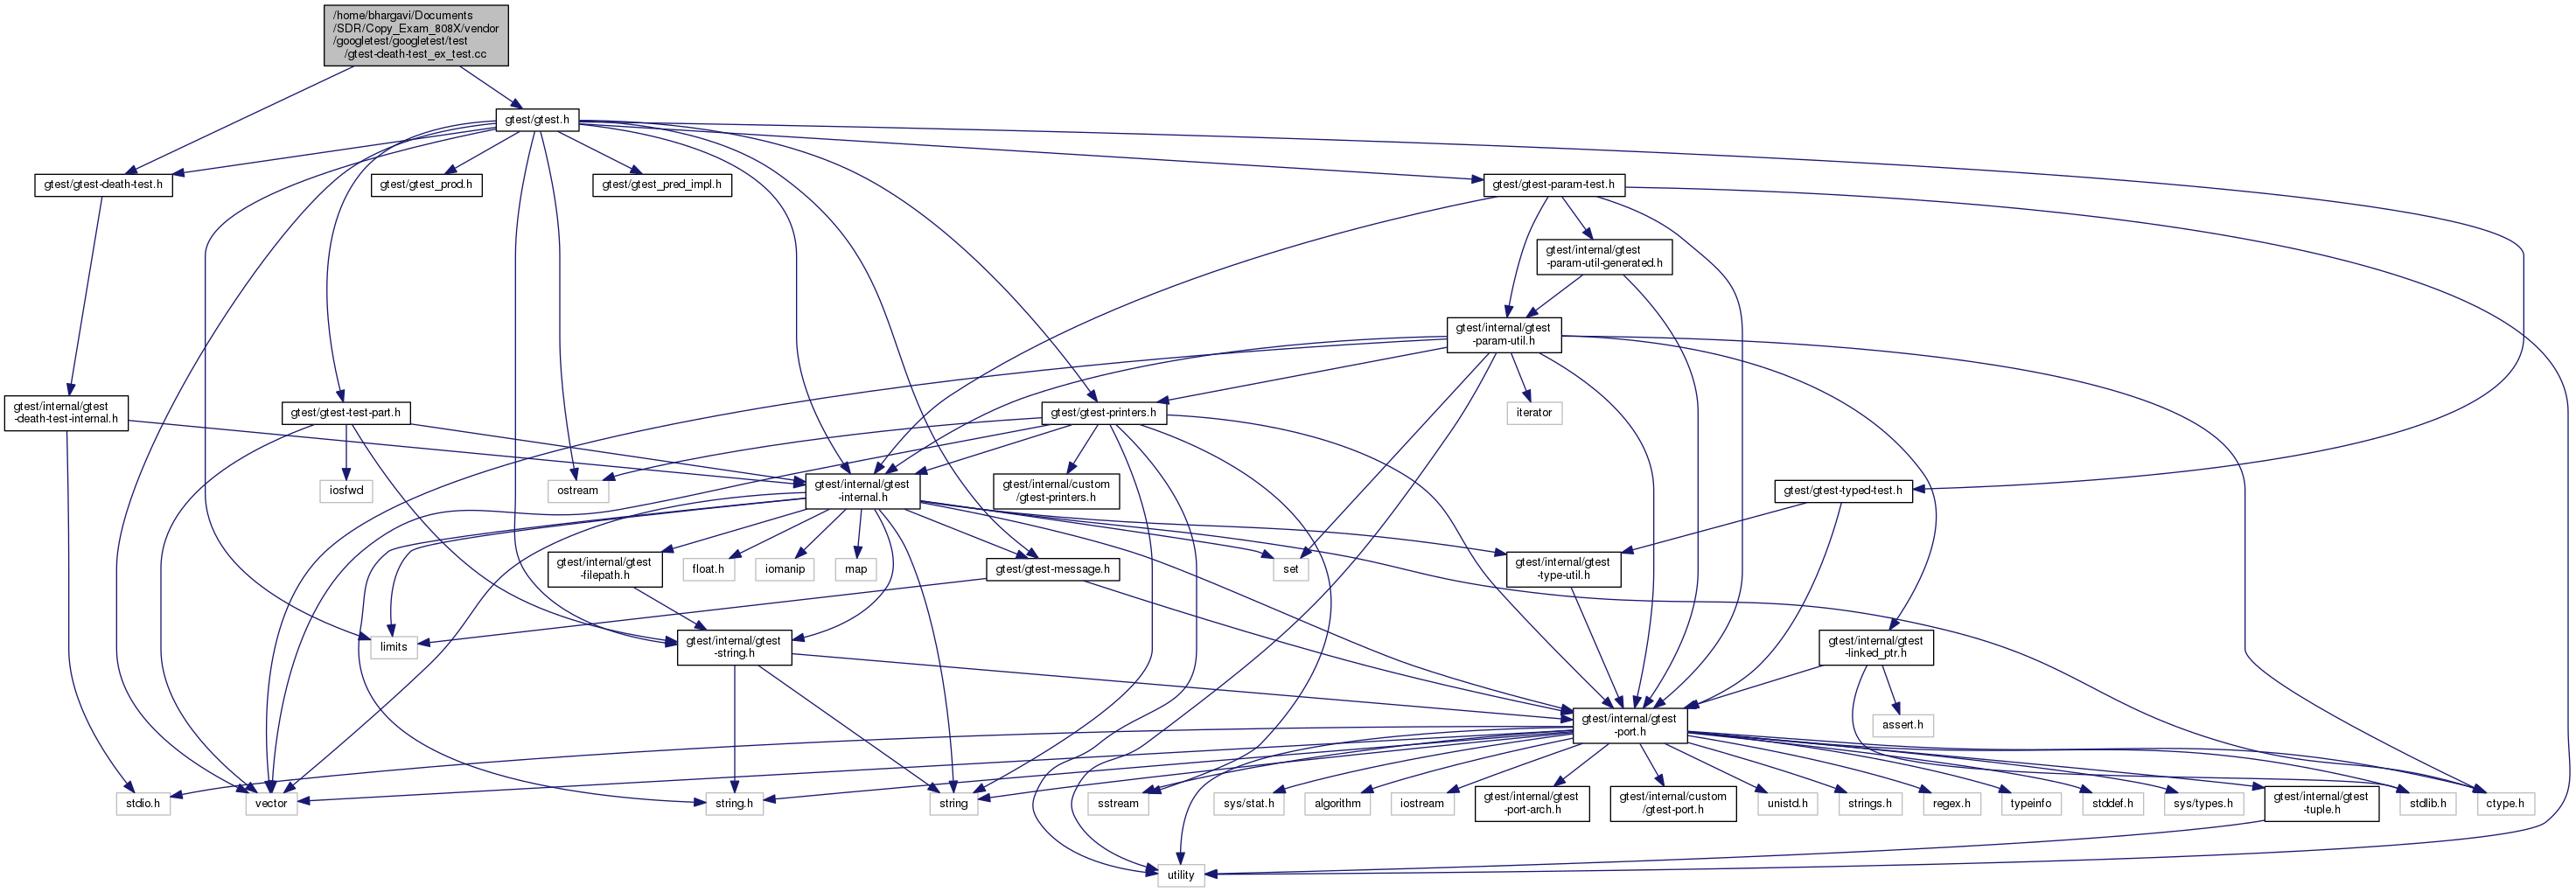 /home/bhargavi/Documents
/SDR/Copy_Exam_808X/vendor
/googletest/googletest/test
/gtest-death-test_ex_test.cc
gtest/gtest.h
gtest/gtest-death-test.h
gtest/gtest_prod.h
gtest/gtest_pred_impl.h
gtest/gtest-param-test.h
gtest/internal/gtest
-param-util-generated.h
gtest/internal/gtest
-param-util.h
gtest/internal/gtest
-death-test-internal.h
gtest/gtest-test-part.h
gtest/gtest-printers.h
iterator
iosfwd
ostream
gtest/internal/gtest
-internal.h
gtest/internal/custom
/gtest-printers.h
gtest/gtest-typed-test.h
gtest/internal/gtest
-filepath.h
float.h
iomanip
map
gtest/gtest-message.h
set
gtest/internal/gtest
-type-util.h
limits
gtest/internal/gtest
-string.h
gtest/internal/gtest
-linked_ptr.h
gtest/internal/gtest
-port.h
assert.h
stdio.h
vector
string.h
string
sstream
sys/stat.h
algorithm
iostream
gtest/internal/gtest
-port-arch.h
gtest/internal/custom
/gtest-port.h
unistd.h
strings.h
regex.h
typeinfo
stddef.h
sys/types.h
gtest/internal/gtest
-tuple.h
stdlib.h
ctype.h
utility